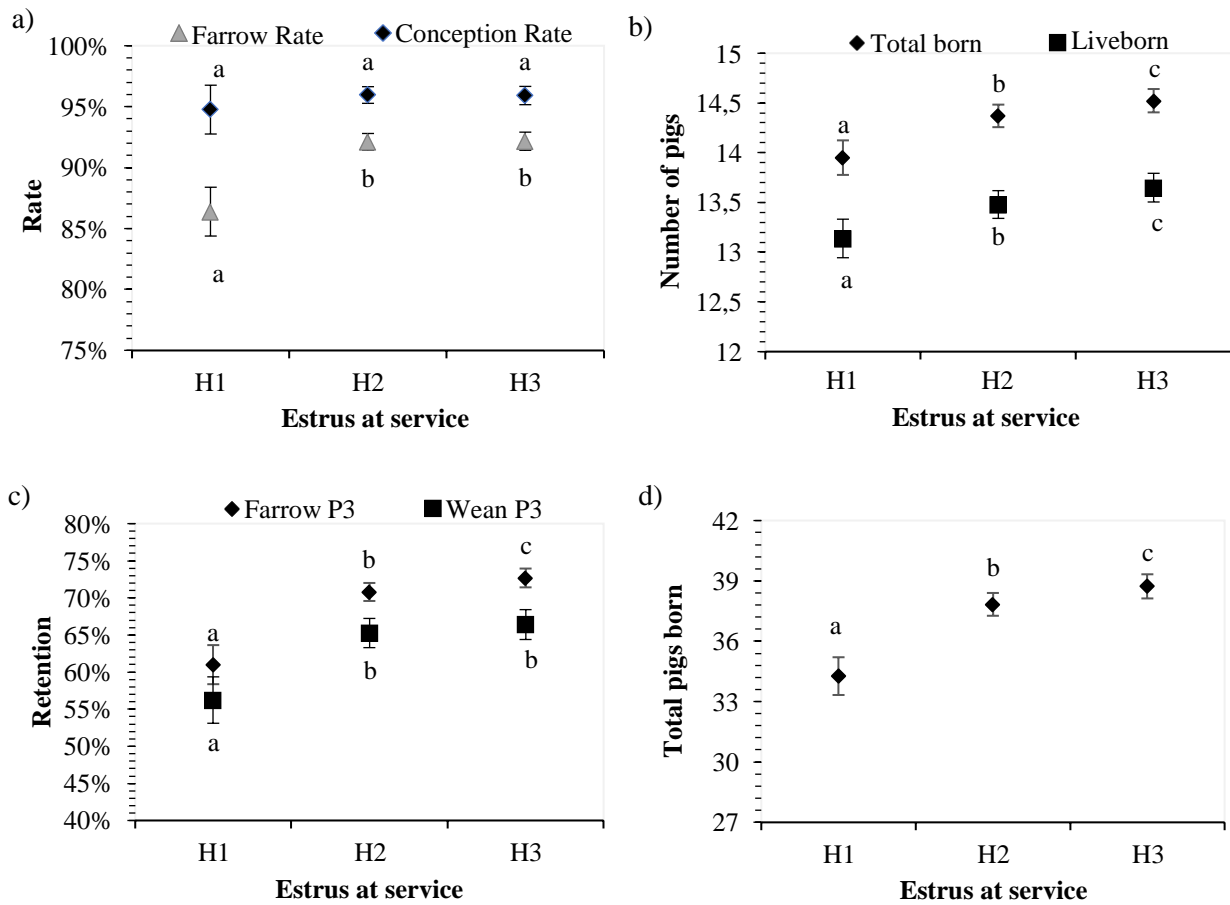 a)
Farrow Rate Conception Rate
100%
95%
90%
85%
80%
75%
Rate
a a a
b b
a
H1 H2 H3
Estrus at service
b)
Total born Liveborn
15
14,5
14
13,5
13
12,5
12
Number of pigs
a b c
a b c
H1 H2 H3
Estrus at service
c)
Farrow P3 Wean P3
80%
75%
70%
65%
60%
55%
50%
45%
40%
Retention
a b c
a b b
H1 H2 H3
Estrus at service
d)
42
39
36
33
30
27
Total pigs born
a b c
H1 H2 H3
Estrus at service